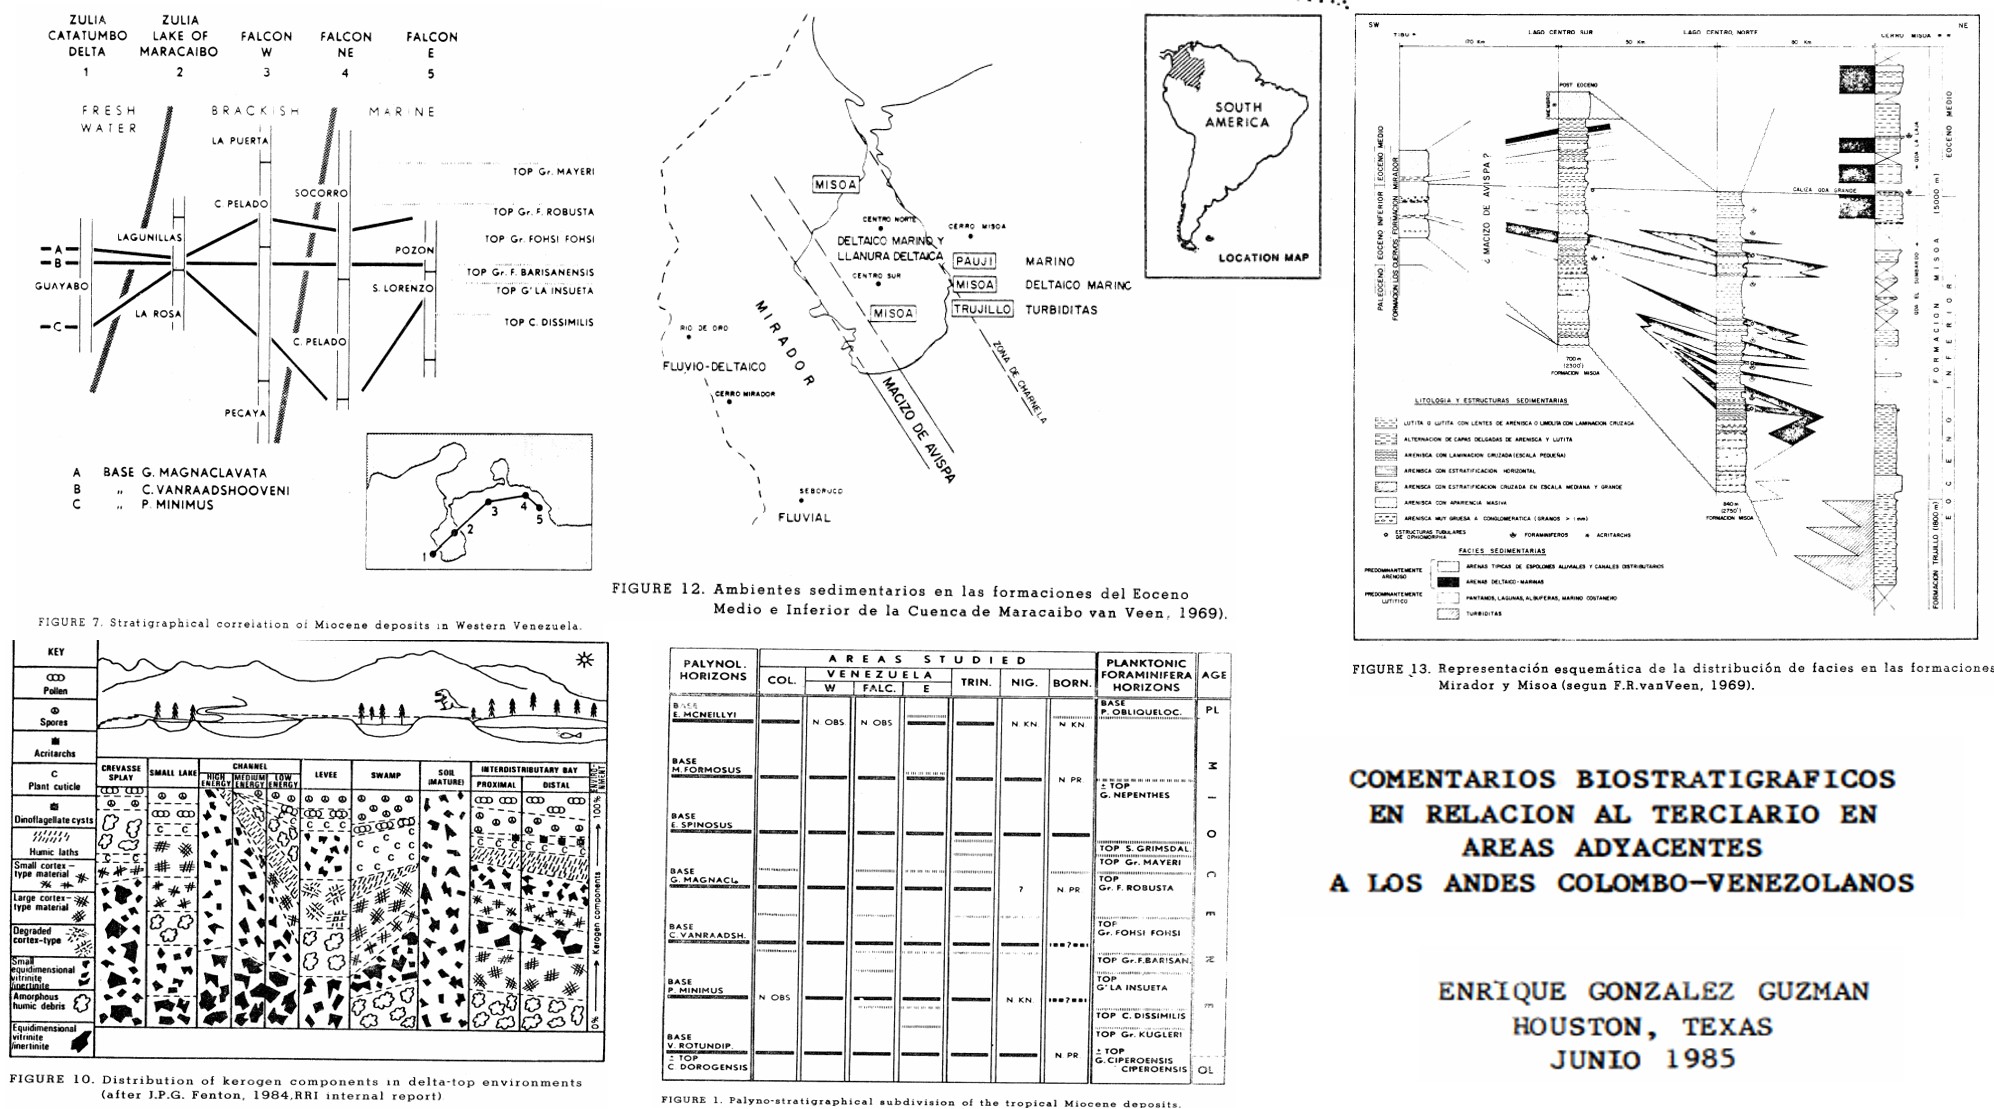 ZULIA
CATATUMBO
DELTA
1
ZULIA
LAKE OF
MARACAIBO
2
FALCON
W
3
FALCON
NE
4
FALCON
E
5
FRESH
WATER
BRACKISH
MARINE
LA PUERTA
TOP Gr. MAYERI
SOCORRO
C. PELADO
TOP Gr. F. ROBUSTA
LAGUNILLAS
TOP Gr. FOHSI FOHSI
A
B
POZON
TOP Gr. F. BARISANENSIS
GUAYABO
S. LORENZO
TOP G' LA INSUETA
LA ROSA
C
TOP C. DISSIMILIS
C. PELADO
PECAYA
A BASE G. MAGNACLAVATA
B " C. VANRAADSHOOVENI
C " P. MINIMUS
1
2
3
4
5
FIGURE 7. Stratigraphical correlation of Miocene deposits in Western Venezuela.
MISOA
CENTRO NORTE
CERRO MISOA
DELTAICO MARINO Y
LLANURA DELTAICA
CENTRO SUR
PAUJI MARINO
MISOA DELTAICO MARINO
TRUJILLO TURBIDITAS
MISOA
MIRADOR
RIO DE ORO
FLUVIO-DELTAICO
CERRO MIRADOR
MACIZO DE AVISPA
ZONA DE CHARNELA
SEBORUCO
FLUVIAL
SOUTH
AMERICA
LOCATION MAP
FIGURE 12. Ambientes sedimentarios en las formaciones del Eoceno
Medio e Inferior de la Cuenca de Maracaibo van Veen, 1969).
SW
NE
TIBU *
170 Km
LAGO CENTRO SUR
50 Km
LAGO CENTRO, NORTE
80 Km
CERRO MISOA * *
POST EOCENO
MIEMBRO
PALEOCENO EOCENO INFERIOR EOCENO MEDIO
FORMACION LOS CUERVOS FORMACION MIRADOR
¿ MACIZO DE AVISPA ?
CALIZA QDA GRANDE
* QDA LA LAJA
QDA EL SUMBARDO *
EOCENO MEDIO
FORMACION MISOA (5000 m)
EOCENO INFERIOR
FORMACION TRUJILLO (1800 m)
700 m
(2300')
FORMACION MISOA
840 m
(2750')
FORMACION MISOA
LITOLOGIA Y ESTRUCTURAS SEDIMENTARIAS
LUTITA O LUTITA CON LENTES DE ARENISCA O LIMOLITA CON LAMINACION CRUZADA
ALTERNACION DE CAPAS DELGADAS DE ARENISCA Y LUTITA
ARENISCA CON LAMINACION CRUZADA (ESCALA PEQUEÑA)
ARENISCA CON ESTRATIFICACION HORIZONTAL
ARENISCA CON ESTRATIFICACION CRUZADA EN ESCALA MEDIANA Y GRANDE
ARENISCA CON APARIENCIA MASIVA
ARENISCA MUY GRUESA A CONGLOMERATICA (GRANOS > 1 mm)
ESTRUCTURAS TUBULARES
DE OPHIOMORPHA
FORAMINIFEROS
ACRITARCHS
FACIES SEDIMENTARIAS
PREDOMINANTEMENTE
ARENOSO
ARENAS TIPICAS DE ESPOLONES ALUVIALES Y CANALES DISTRIBUTARIOS
ARENAS DELTAICO-MARINAS
PREDOMINANTEMENTE
LUTITICO
PANTANOS, LAGUNAS, ALBUFERAS, MARINO COSTANERO
TURBIDITAS
FIGURE 13. Representación esquemática de la distribución de facies en las formaciones
Mirador y Misoa (segun F.R.vanVeen, 1969).
KEY
Pollen
Spores
Acritarchs
C
Plant cuticle
Dinoflagellate cysts
Humic laths
Small cortex-
type material
Large cortex-
type material
Degraded
cortex-type
Small
equidimensional
vitrinite
/inertinite
Amorphous
humic debris
Equidimensional
vitrinite
/inertinite
CREVASSE
SPLAY
SMALL LAKE
CHANNEL
HIGH
ENERGY
MEDIUM
ENERGY
LOW
ENERGY
LEVEE
SWAMP
SOIL
(MATURE)
INTERDISTRIBUTARY BAY
PROXIMAL
DISTAL
ENVIRONMENT
0% Kerogen components 100%
FIGURE 10. Distribution of kerogen components in delta-top environments
(after J.P.G. Fenton, 1984, RRI internal report)
PALYNOL.
HORIZONS
AREAS STUDIED
COL.
VENEZUELA
W
FALC.
E
TRIN.
NIG.
BORN.
PLANKTONIC
FORAMINIFERA
HORIZONS
AGE
BASE
E. MCNEILLYI
N OBS
N OBS
N KN
N KN
BASE
P. OBLIQUELOC.
PL
BASE
M. FORMOSUS
N PR
± TOP
G. NEPENTHES
BASE
E. SPINOSUS
TOP S. GRIMSDAL.
TOP Gr. MAYERI
BASE
G. MAGNACL.
?
N PR
TOP
Gr. F. ROBUSTA
BASE
C. VANRAADSH.
?
TOP
Gr. FOHSI FOHSI
TOP Gr. F. BARISAN.
TOP
G' LA INSUETA
BASE
P. MINIMUS
N OBS
N KN.
?
TOP C. DISSIMILIS
TOP Gr. KUGLERI
BASE
V. ROTUNDIP.
± TOP
C DOROGENSIS
N PR
± TOP
G. CIPEROENSIS
CIPEROENSIS
MIOCENE
OL
FIGURE 1. Palyno-stratigraphical subdivision of the tropical Miocene deposits.
COMENTARIOS BIOSTRATIGRAFICOS
EN RELACION AL TERCIARIO EN
AREAS ADYACENTES
A LOS ANDES COLOMBO-VENEZOLANOS
ENRIQUE GONZALEZ GUZMAN
HOUSTON, TEXAS
JUNIO 1985